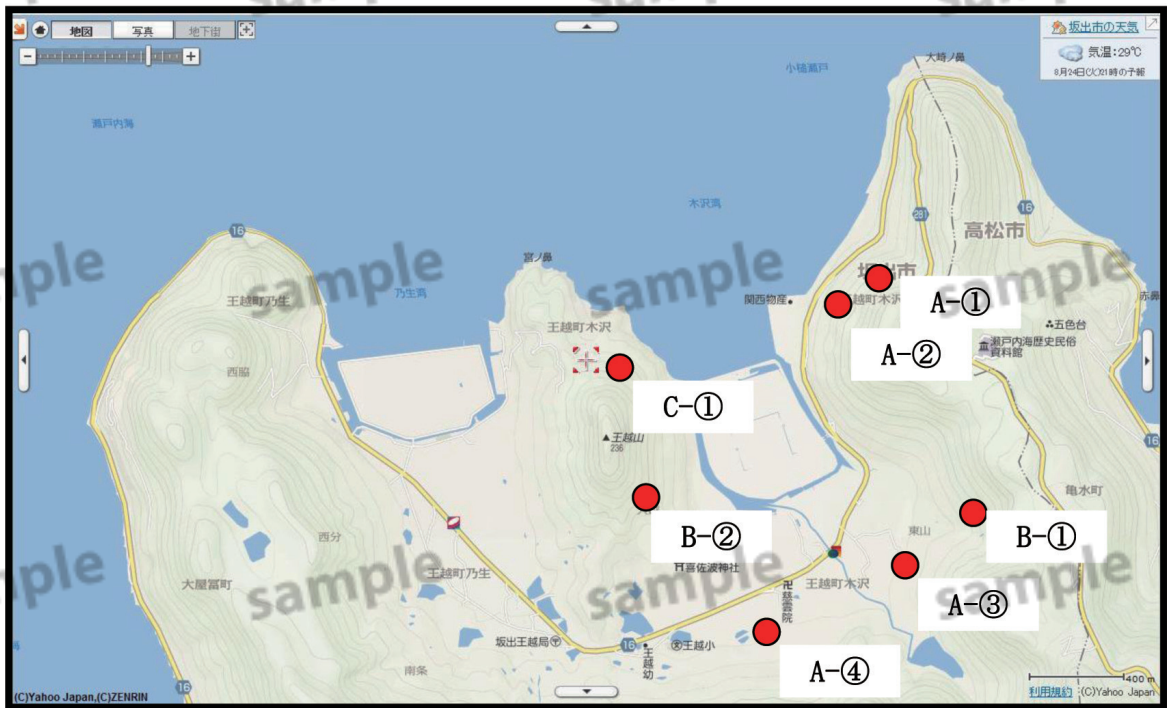 地図
写真
地下街
坂出市の天気
気温:29℃
8月24日(火)21時の予報
大崎ノ鼻
小槌瀬戸
瀬戸内海
木沢湾
16
281
16
高松市
16
sample
sample
sample
sample
宮ノ鼻
坂出市
王越町乃生
乃生湾
関西物産
A-①
赤鼻
王越町木沢
五色台
A-②
瀬戸内海歴史民俗
資料館
西脇
C-①
王越山
236
16
亀水町
B-②
B-①
西分
東山
大屋冨町
王越町乃生
喜佐波神社
王越町木沢
sample
sample
sample
sample
慈雲院
A-③
坂出王越局
16
王越幼
王越小
A-④
南条
16
400 m
(C)Yahoo Japan,(C)ZENRIN
利用規約
(C)Yahoo Japan